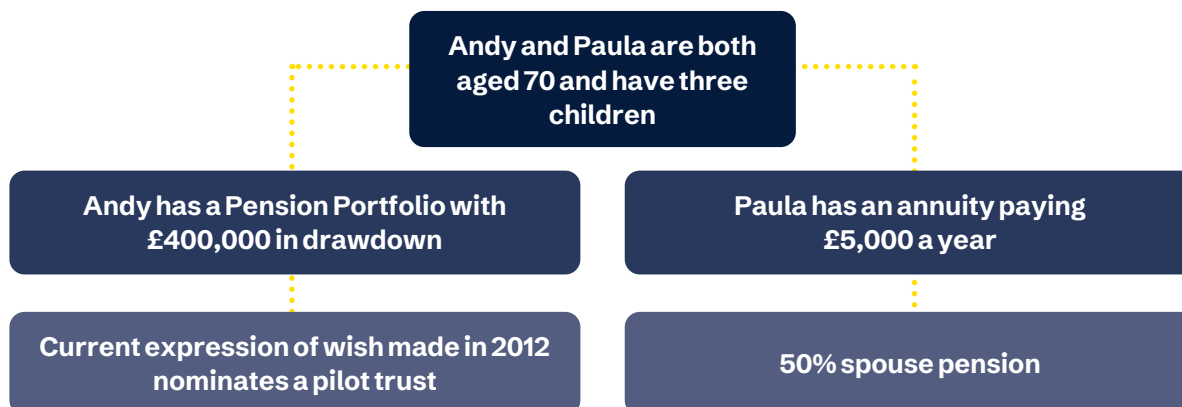 Andy and Paula are both
aged 70 and have three
children
Andy has a Pension Portfolio with
£400,000 in drawdown
Paula has an annuity paying
£5,000 a year
Current expression of wish made in 2012
nominates a pilot trust
50% spouse pension